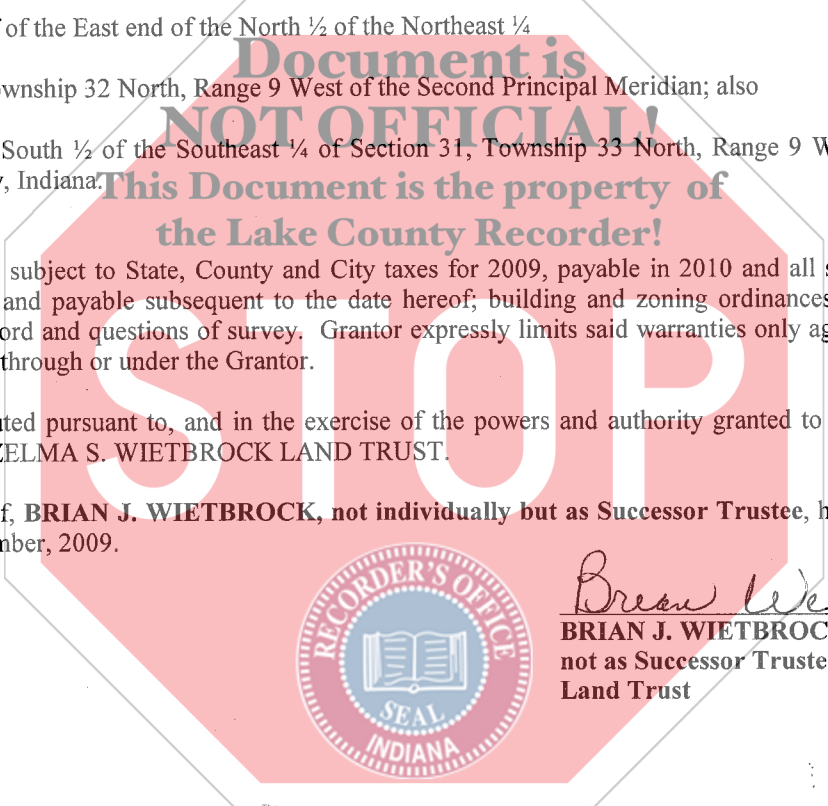 of the East end of the North ½ of the Northeast ¼
Document is
wnship 32 North, Range 9 West of the Second Principal Meridian; also
NOT OFFICIAL!
South ½ of the Southeast ¼ of Section 31, Township 33 North, Range 9 W
, Indiana.
This Document is the property of
the Lake County Recorder!
subject to State, County and City taxes for 2009, payable in 2010 and all s
and payable subsequent to the date hereof; building and zoning ordinances
ord and questions of survey. Grantor expressly limits said warranties only ag
through or under the Grantor.
STOP
ted pursuant to, and in the exercise of the powers and authority granted to
ZELMA S. WIETBROCK LAND TRUST.
f, BRIAN J. WIETBROCK, not individually but as Successor Trustee, h
mber, 2009.
RECORDER'S OFFICE
SEAL
INDIANA
Brian We
BRIAN J. WIETBROC
not as Successor Truste
Land Trust